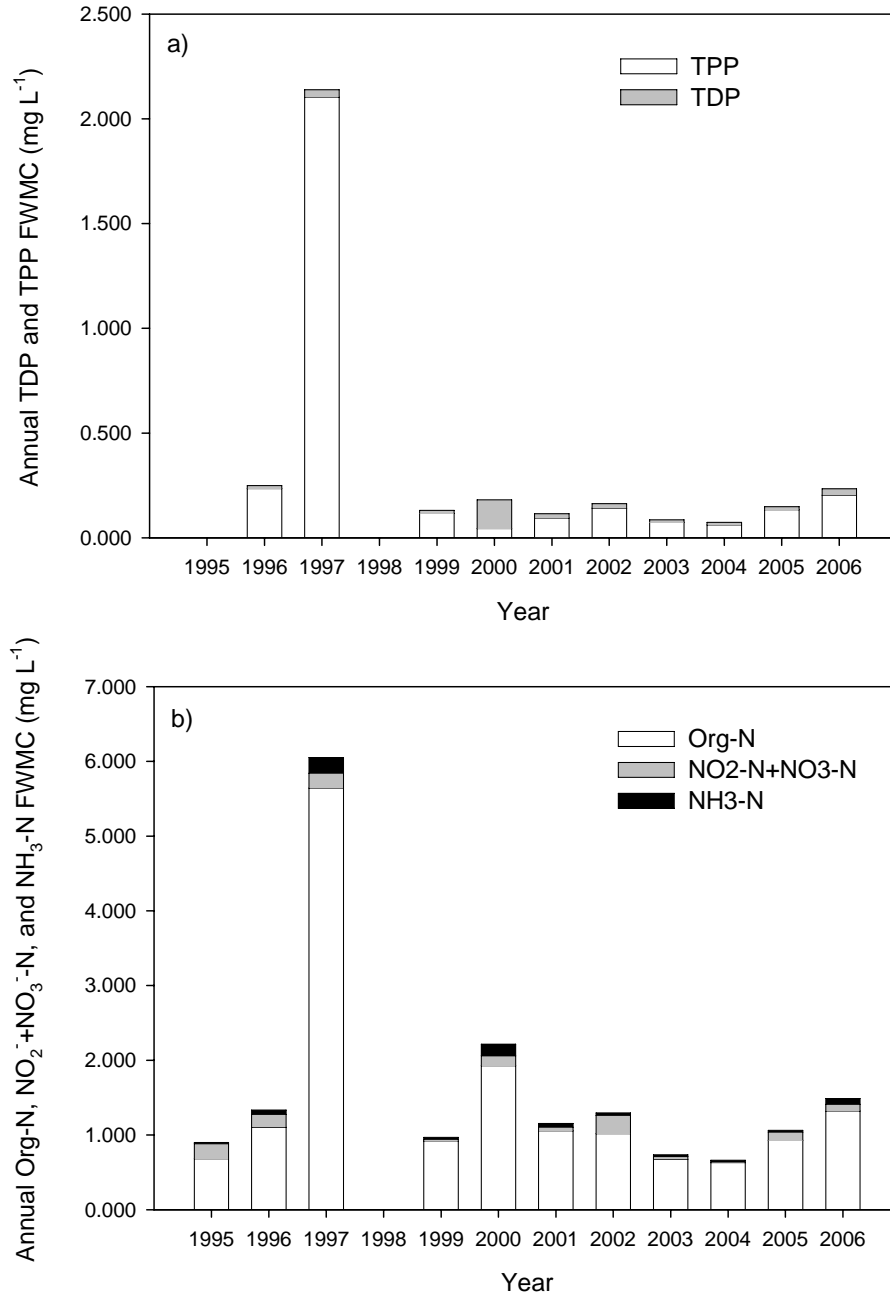 a)
Annual TDP and TPP FWMC (mg L⁻¹)
2.500
2.000
1.500
1.000
0.500
0.000
TPP
TDP
1995 1996 1997 1998 1999 2000 2001 2002 2003 2004 2005 2006
Year
b)
Annual Org-N, NO₂⁻+NO₃⁻-N, and NH₃-N FWMC (mg L⁻¹)
7.000
6.000
5.000
4.000
3.000
2.000
1.000
0.000
Org-N
NO2-N+NO3-N
NH3-N
1995 1996 1997 1998 1999 2000 2001 2002 2003 2004 2005 2006
Year